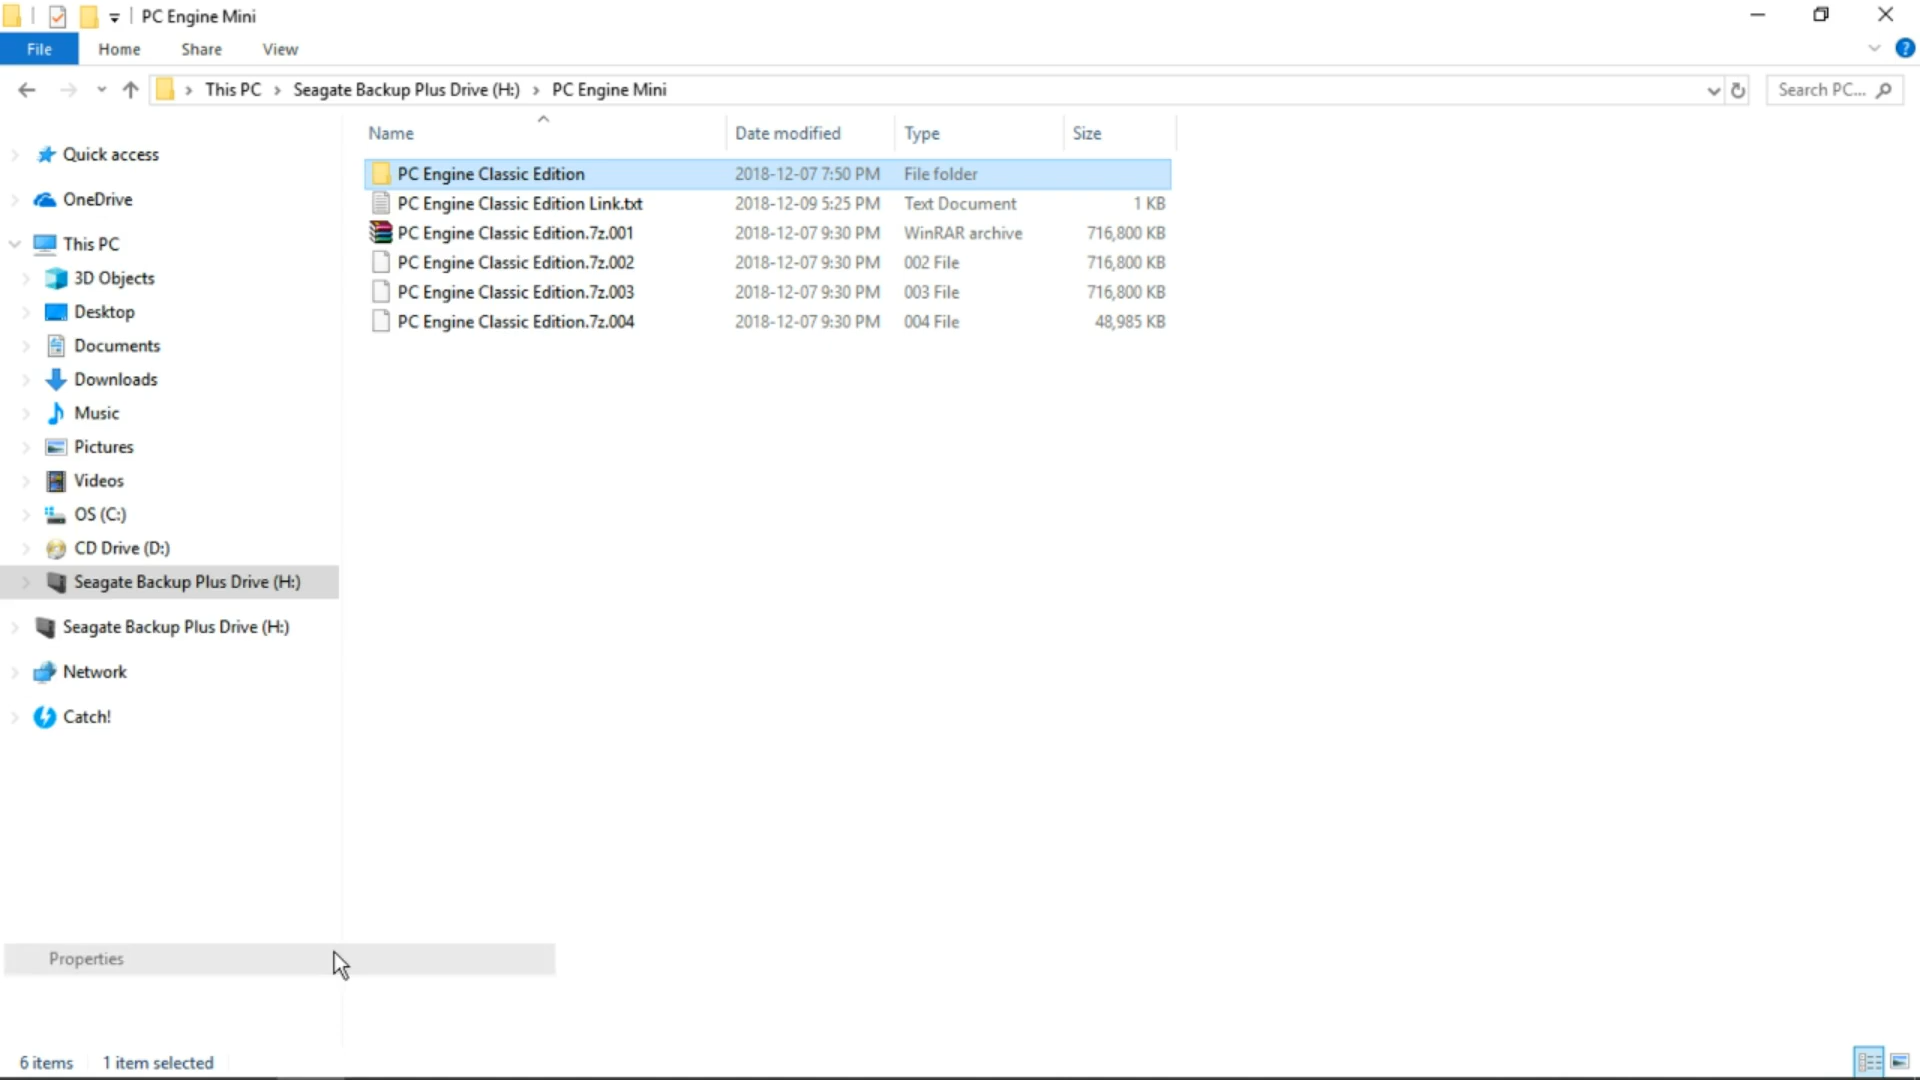 PC Engine Mini
File Home Share View
This PC Seagate Backup Plus Drive (H:) PC Engine Mini
Search PC...
Name Date modified Type Size
PC Engine Classic Edition 2018-12-07 7:50 PM File folder
PC Engine Classic Edition Link.txt 2018-12-09 5:25 PM Text Document 1 KB
PC Engine Classic Edition.7z.001 2018-12-07 9:30 PM WinRAR archive 716,800 KB
PC Engine Classic Edition.7z.002 2018-12-07 9:30 PM 002 File 716,800 KB
PC Engine Classic Edition.7z.003 2018-12-07 9:30 PM 003 File 716,800 KB
PC Engine Classic Edition.7z.004 2018-12-07 9:30 PM 004 File 48,985 KB
Quick access
OneDrive
This PC
3D Objects
Desktop
Documents
Downloads
Music
Pictures
Videos
OS (C:)
CD Drive (D:)
Seagate Backup Plus Drive (H:)
Seagate Backup Plus Drive (H:)
Network
Catch!
Properties
6 items 1 item selected